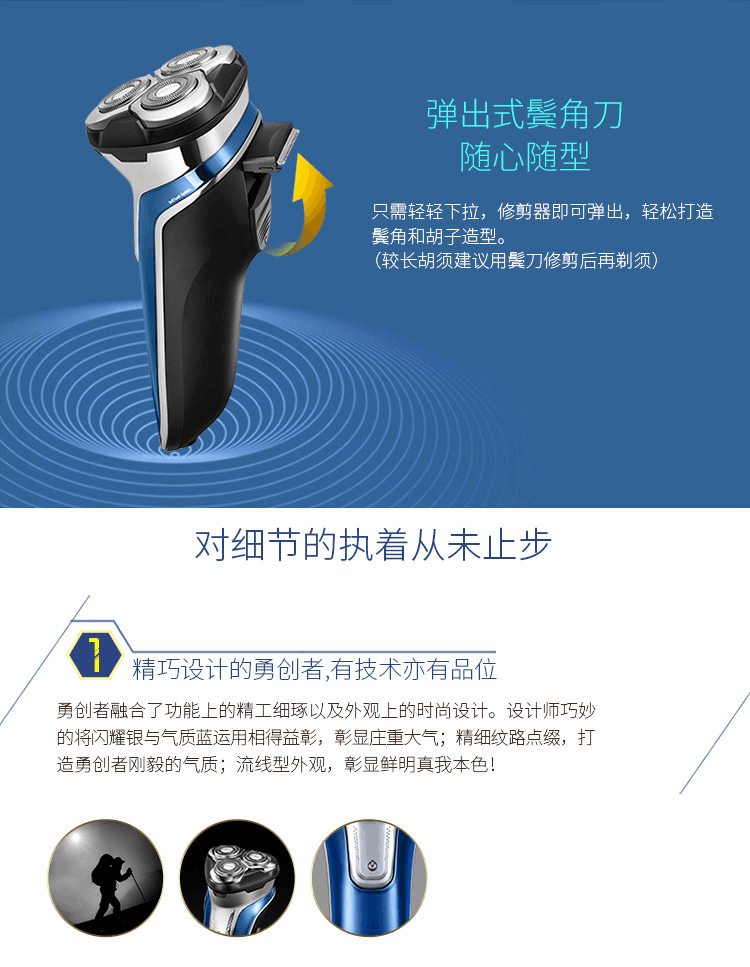 弹出式鬓角刀
随心随型
只需轻轻下拉，修剪器即可弹出，轻松打造
鬓角和胡子造型。
（较长胡须建议用鬓刀修剪后再剃须）
对细节的执着从未止步
1
精巧设计的勇创者,有技术亦有品位
勇创者融合了功能上的精工细琢以及外观上的时尚设计。设计师巧妙
的将闪耀银与气质蓝运用相得益彰，彰显庄重大气；精细纹路点缀，打
造勇创者刚毅的气质；流线型外观，彰显鲜明真我本色！